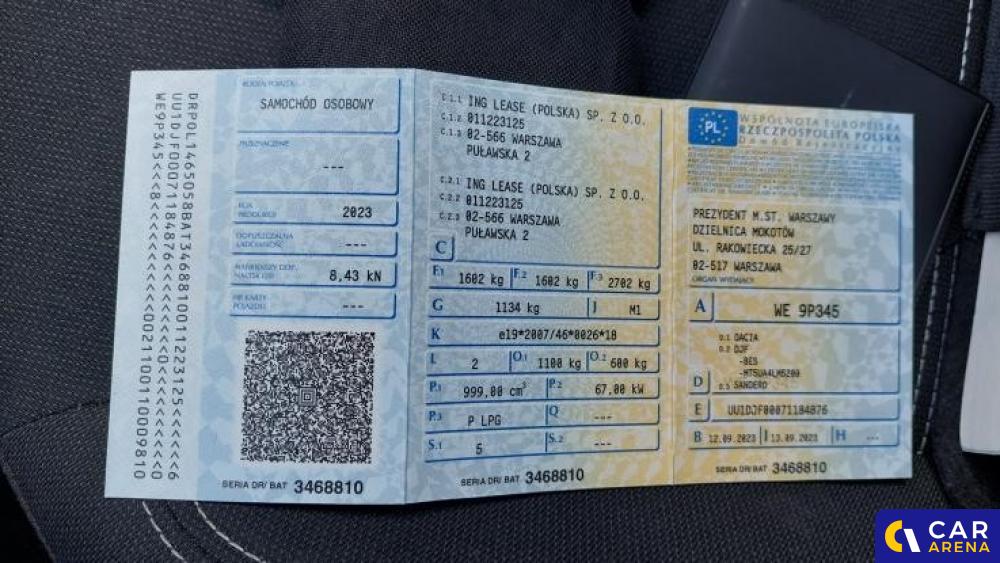 DRPOL1465058BAT3468810011223125<<<<<<6
UU1DJF00071184876<<<<<<<0<<<<<<<<<<<<0
WE9P345<<<8<<<<<<<<<<<0021100110009810
RODZAJ POJAZDU
SAMOCHÓD OSOBOWY
PRZEZNACZENIE
---
ROK
PRODUKCJI
2023
DOPUSZCZALNA
ŁADOWNOŚĆ
---
NAJWIĘKSZY DOP.
NACISK OSI
8,43 kN
NR KARTY
POJAZDU
---
SERIA DR/ BAT 3468810
C.1.1 ING LEASE (POLSKA) SP. Z O.O.
C.1.2 011223125
C.1.3 02-566 WARSZAWA
PUŁAWSKA 2
C.2.1 ING LEASE (POLSKA) SP. Z O.O.
C.2.2 011223125
C.2.3 02-566 WARSZAWA
PUŁAWSKA 2
C
F.1 1602 kg F.2 1602 kg F.3 2702 kg
G 1134 kg J M1
K e19*2007/46*0026*18
L 2 O.1 1100 kg O.2 600 kg
P.1 999,00 cm³ P.2 67,00 kW
P.3 P LPG Q ---
S.1 5 S.2 ---
SERIA DR/ BAT 3468810
PL
WSPÓLNOTA EUROPEJSKA
RZECZPOSPOLITA POLSKA
Dowód Rejestracyjny
PREZYDENT M.ST. WARSZAWY
DZIELNICA MOKOTÓW
UL. RAKOWIECKA 25/27
02-517 WARSZAWA
ORGAN WYDAJĄCY
A WE 9P345
D.1 DACIA
D.2 DJF
-BES
-MT5UA4LM6200
D D.3 SANDERO
E UU1DJF00071184876
B 12.09.2023 I 13.09.2023 H ---
SERIA DR/ BAT 3468810
CAR
ARENA